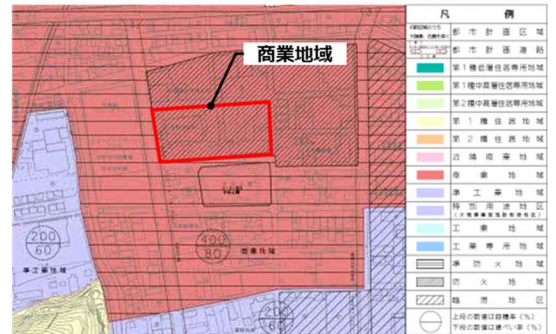 商業地域
凡例
都市計画区域
都市計画道路
第1種低層住居専用地域
第1種中高層住居専用地域
第2種中高層住居専用地域
第1種住居地域
第2種住居地域
近隣商業地域
商業地域
準工業地域
特別用途地区
工業地域
工業専用地域
準防火地域
防火地域
臨港地区
上段の数値は容積率(%)
下段の数値は建ぺい率(%)
200
60
準工業地域
400
80
商業地域
200
60